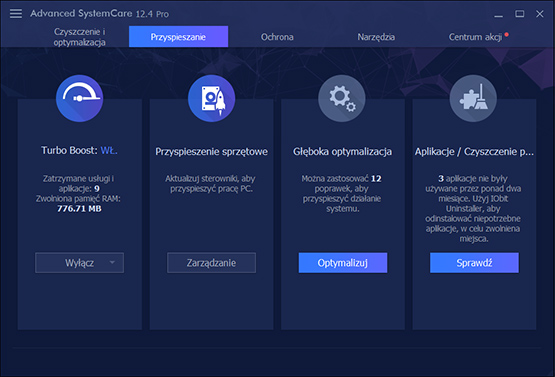 Advanced SystemCare 12.4 Pro
Czyszczenie i
optymalizacja
Przyspieszanie
Ochrona
Narzędzia
Centrum akcji
Turbo Boost: WŁ.
Zatrzymane usługi i
aplikacje: 9
Zwolniona pamięć RAM:
776.71 MB
Wyłącz
Przyspieszenie sprzętowe
Aktualizuj sterowniki, aby
przyspieszyć pracę PC.
Zarządzanie
Głęboka optymalizacja
Można zastosować 12
poprawek, aby
przyspieszyć działanie
systemu.
Optymalizuj
Aplikacje / Czyszczenie p...
3 aplikacje nie były
używane przez ponad dwa
miesiące. Użyj IObit
Uninstaller, aby
odinstalować niepotrzebne
aplikacje, w celu zwolniena
miejsca.
Sprawdź